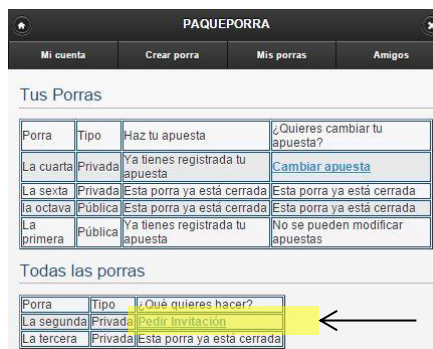 PAQUEPORRA
Mi cuenta Crear porra Mis porras Amigos
Tus Porras
Porra Tipo Haz tu apuesta ¿Quieres cambiar tu apuesta?
La cuarta Privada Ya tienes registrada tu apuesta Cambiar apuesta
La sexta Privada Esta porra ya está cerrada Esta porra ya está cerrada
la octava Pública Esta porra ya está cerrada Esta porra ya está cerrada
La primera Pública Ya tienes registrada tu apuesta No se pueden modificar apuestas
Todas las porras
Porra Tipo ¿Qué quieres hacer?
La segunda Privada Pedir Invitación
La tercera Privada Esta porra ya está cerrada